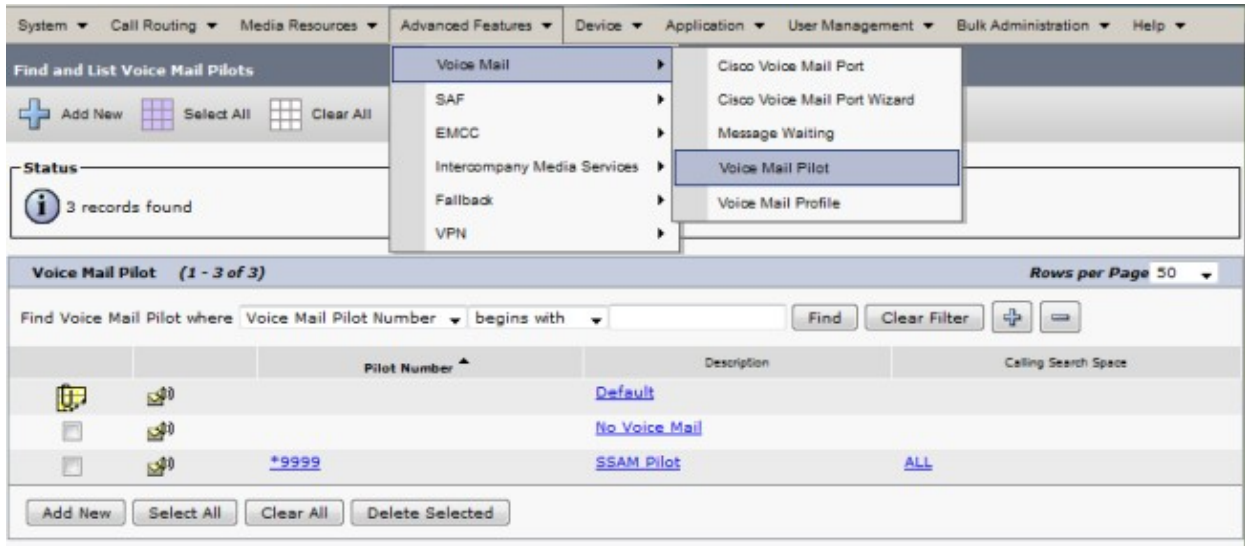 System Call Routing Media Resources Advanced Features Device Application User Management Bulk Administration Help
Find and List Voice Mail Pilots
Voice Mail
Cisco Voice Mail Port
Add New Select All Clear All
SAF
Cisco Voice Mail Port Wizard
EMCC
Message Waiting
Status
Intercompany Media Services
Voice Mail Pilot
3 records found
Fallback
Voice Mail Profile
VPN
Voice Mail Pilot (1 - 3 of 3) Rows per Page 50
Find Voice Mail Pilot where Voice Mail Pilot Number begins with Find Clear Filter
Pilot Number Description Calling Search Space
Default
No Voice Mail
*9999 SSAM Pilot ALL
Add New Select All Clear All Delete Selected